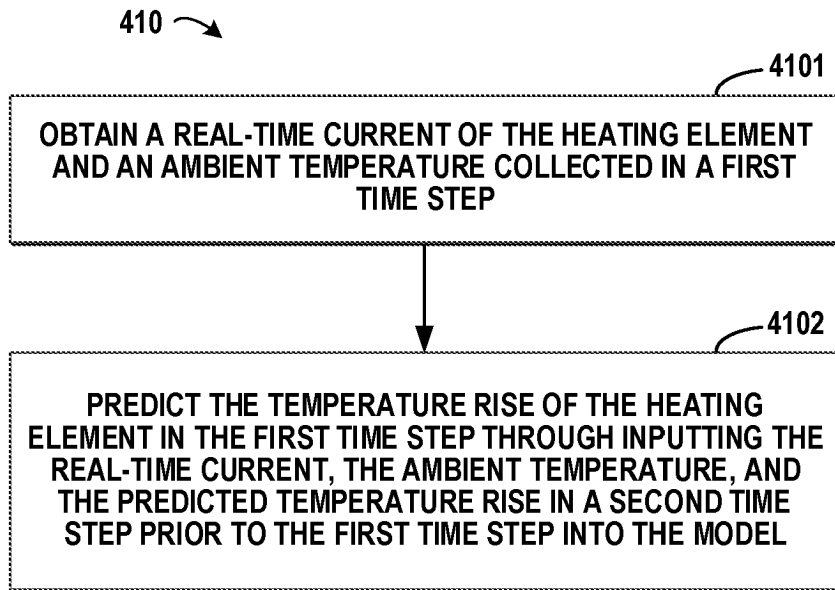 410
4101
OBTAIN A REAL-TIME CURRENT OF THE HEATING ELEMENT
AND AN AMBIENT TEMPERATURE COLLECTED IN A FIRST
TIME STEP
4102
PREDICT THE TEMPERATURE RISE OF THE HEATING
ELEMENT IN THE FIRST TIME STEP THROUGH INPUTTING THE
REAL-TIME CURRENT, THE AMBIENT TEMPERATURE, AND
THE PREDICTED TEMPERATURE RISE IN A SECOND TIME
STEP PRIOR TO THE FIRST TIME STEP INTO THE MODEL